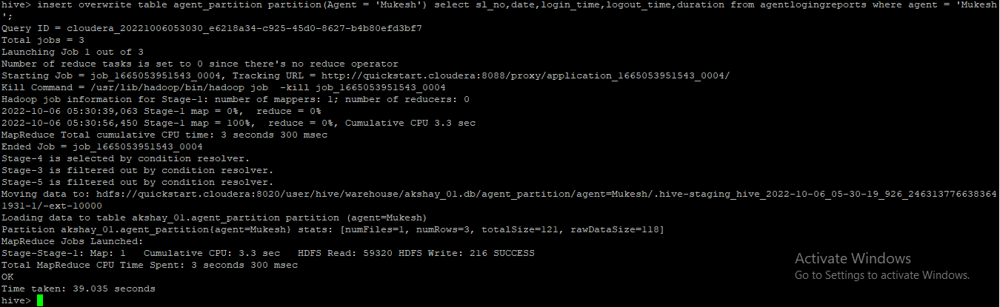 hive> insert overwrite table agent_partition partition(Agent = 'Mukesh') select sl_no,date,login_time,logout_time,duration from agentlogingreports where agent = 'Mukesh
';
Query ID = cloudera_20221006053030_e6218a34-c925-45d0-8627-b4b80efd3bf7
Total jobs = 3
Launching Job 1 out of 3
Number of reduce tasks is set to 0 since there's no reduce operator
Starting Job = job_1665053951543_0004, Tracking URL = http://quickstart.cloudera:8088/proxy/application_1665053951543_0004/
Kill Command = /usr/lib/hadoop/bin/hadoop job  -kill job_1665053951543_0004
Hadoop job information for Stage-1: number of mappers: 1; number of reducers: 0
2022-10-06 05:30:39,063 Stage-1 map = 0%,  reduce = 0%
2022-10-06 05:30:56,450 Stage-1 map = 100%,  reduce = 0%, Cumulative CPU 3.3 sec
MapReduce Total cumulative CPU time: 3 seconds 300 msec
Ended Job = job_1665053951543_0004
Stage-4 is selected by condition resolver.
Stage-3 is filtered out by condition resolver.
Stage-5 is filtered out by condition resolver.
Moving data to: hdfs://quickstart.cloudera:8020/user/hive/warehouse/akshay_01.db/agent_partition/agent=Mukesh/.hive-staging_hive_2022-10-06_05-30-19_926_246313776638364
1931-1/-ext-10000
Loading data to table akshay_01.agent_partition partition (agent=Mukesh)
Partition akshay_01.agent_partition{agent=Mukesh} stats: [numFiles=1, numRows=3, totalSize=121, rawDataSize=118]
MapReduce Jobs Launched:
Stage-Stage-1: Map: 1   Cumulative CPU: 3.3 sec   HDFS Read: 59320 HDFS Write: 216 SUCCESS
Total MapReduce CPU Time Spent: 3 seconds 300 msec
OK
Time taken: 39.035 seconds
hive>
Activate Windows
Go to Settings to activate Windows.